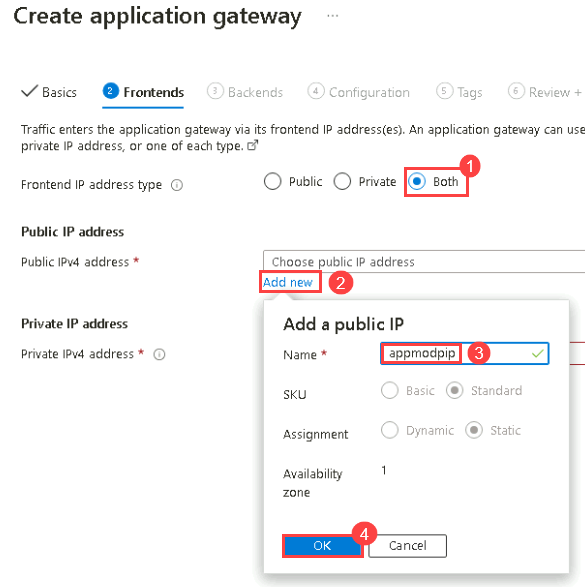 Create application gateway ...
Basics 2 Frontends 3 Backends 4 Configuration 5 Tags 6 Review +
Traffic enters the application gateway via its frontend IP address(es). An application gateway can use
private IP address, or one of each type.
Frontend IP address type Public Private Both 1
Public IP address
Public IPv4 address * Choose public IP address
Add new 2
Private IP address
Private IPv4 address *
Add a public IP
Name * appmodpip 3
SKU Basic Standard
Assignment Dynamic Static
Availability 1
zone
OK 4 Cancel